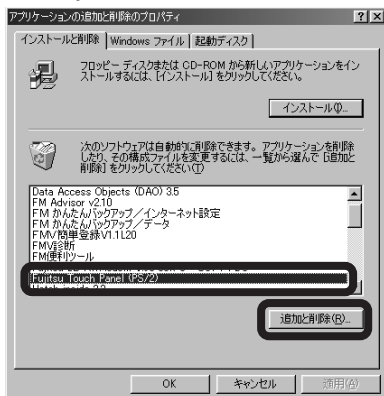 アプリケーションの追加と削除のプロパティ
インストールと削除
Windows ファイル
起動ディスク
フロッピー ディスクまたは CD-ROM から新しいアプリケーションをイン
ストールするには、[インストール] をクリックしてください。
インストール(I)...
次のソフトウェアは自動的に削除できます。アプリケーションを削除
したり、その構成ファイルを変更するには、一覧から選んで [追加と
削除] をクリックしてください(T)
Data Access Objects (DAO) 3.5
FM Advisor v2.10
FM かんたんバックアップ/インターネット設定
FM かんたんバックアップ/データ
FMV簡単登録V1.1L20
FMV診断
FM便利ツール
Fujitsu Touch Panel (PS/2)
追加と削除(R)...
OK
キャンセル
適用(A)